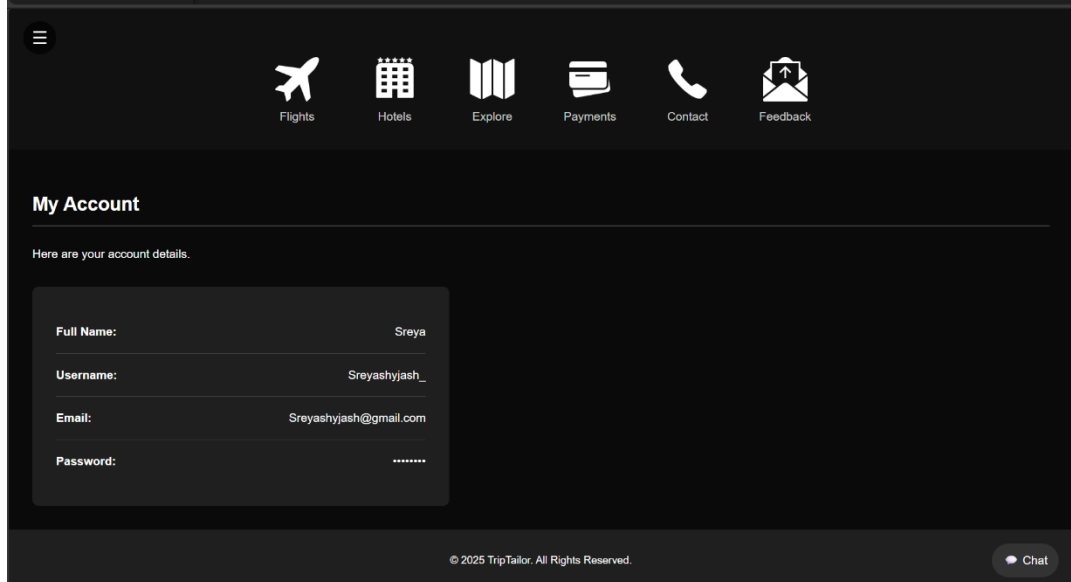 Flights Hotels Explore Payments Contact Feedback
My Account
Here are your account details.
Full Name: Sreya
Username: Sreyashyjash_
Email: Sreyashyjash@gmail.com
Password: ••••••••
© 2025 TripTailor. All Rights Reserved.
Chat